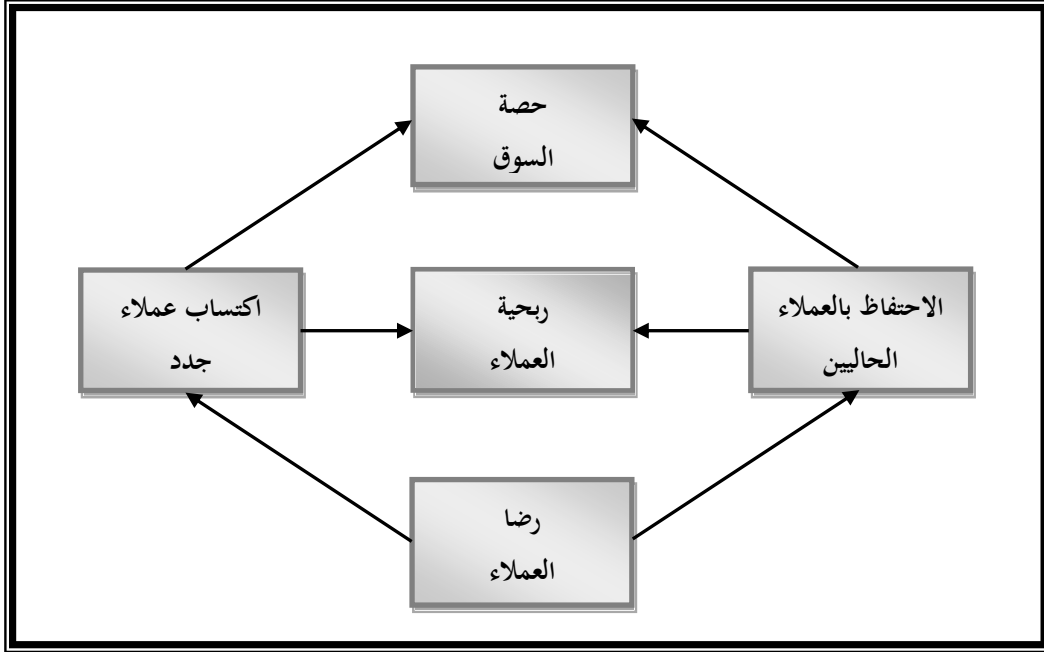 حصة
السوق
الاحتفاظ بالعملاء
الحاليين
ربحية
العملاء
اكتساب عملاء
جدد
رضا
العملاء